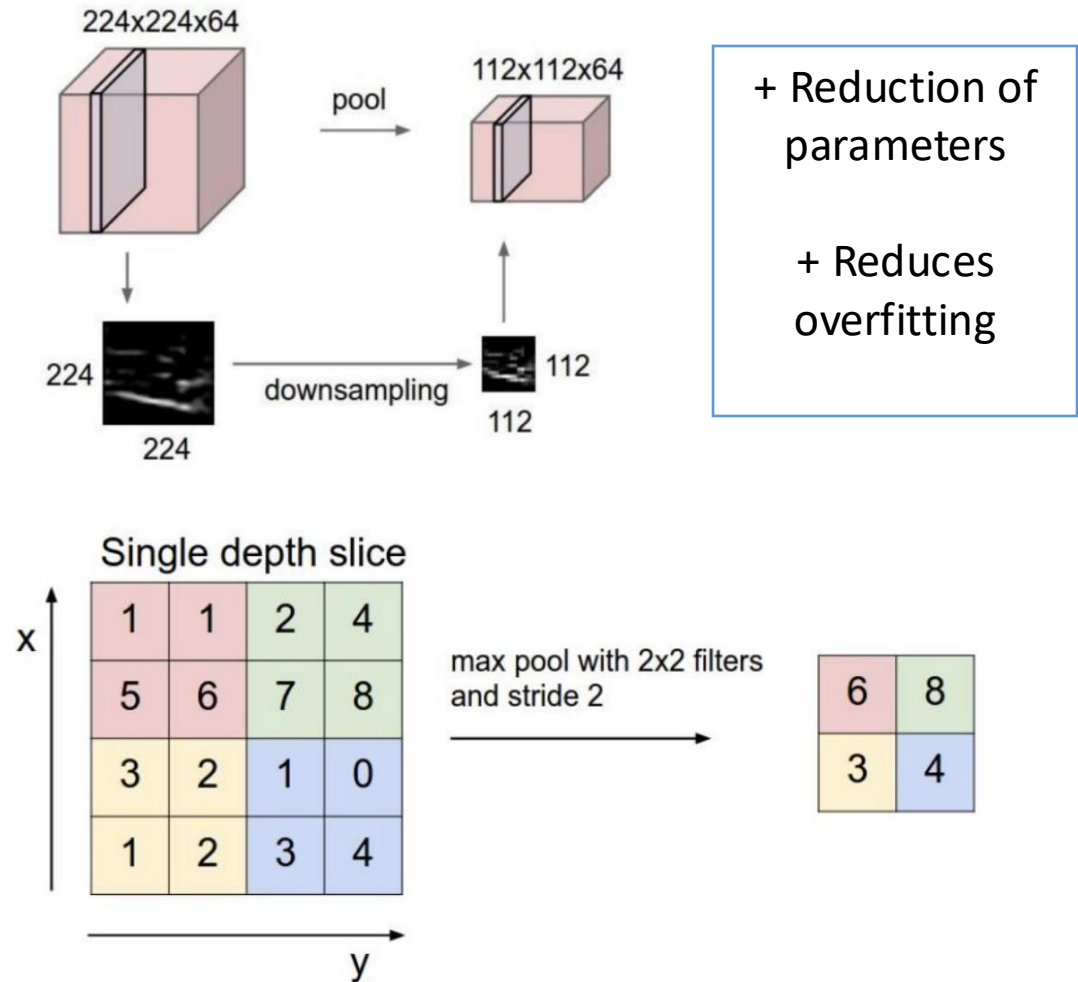 224x224x64
pool
112x112x64
224
224
downsampling
112
112
+ Reduction of
parameters
+ Reduces
overfitting
Single depth slice
x
1 1 2 4
5 6 7 8
3 2 1 0
1 2 3 4
y
max pool with 2x2 filters
and stride 2
6 8
3 4